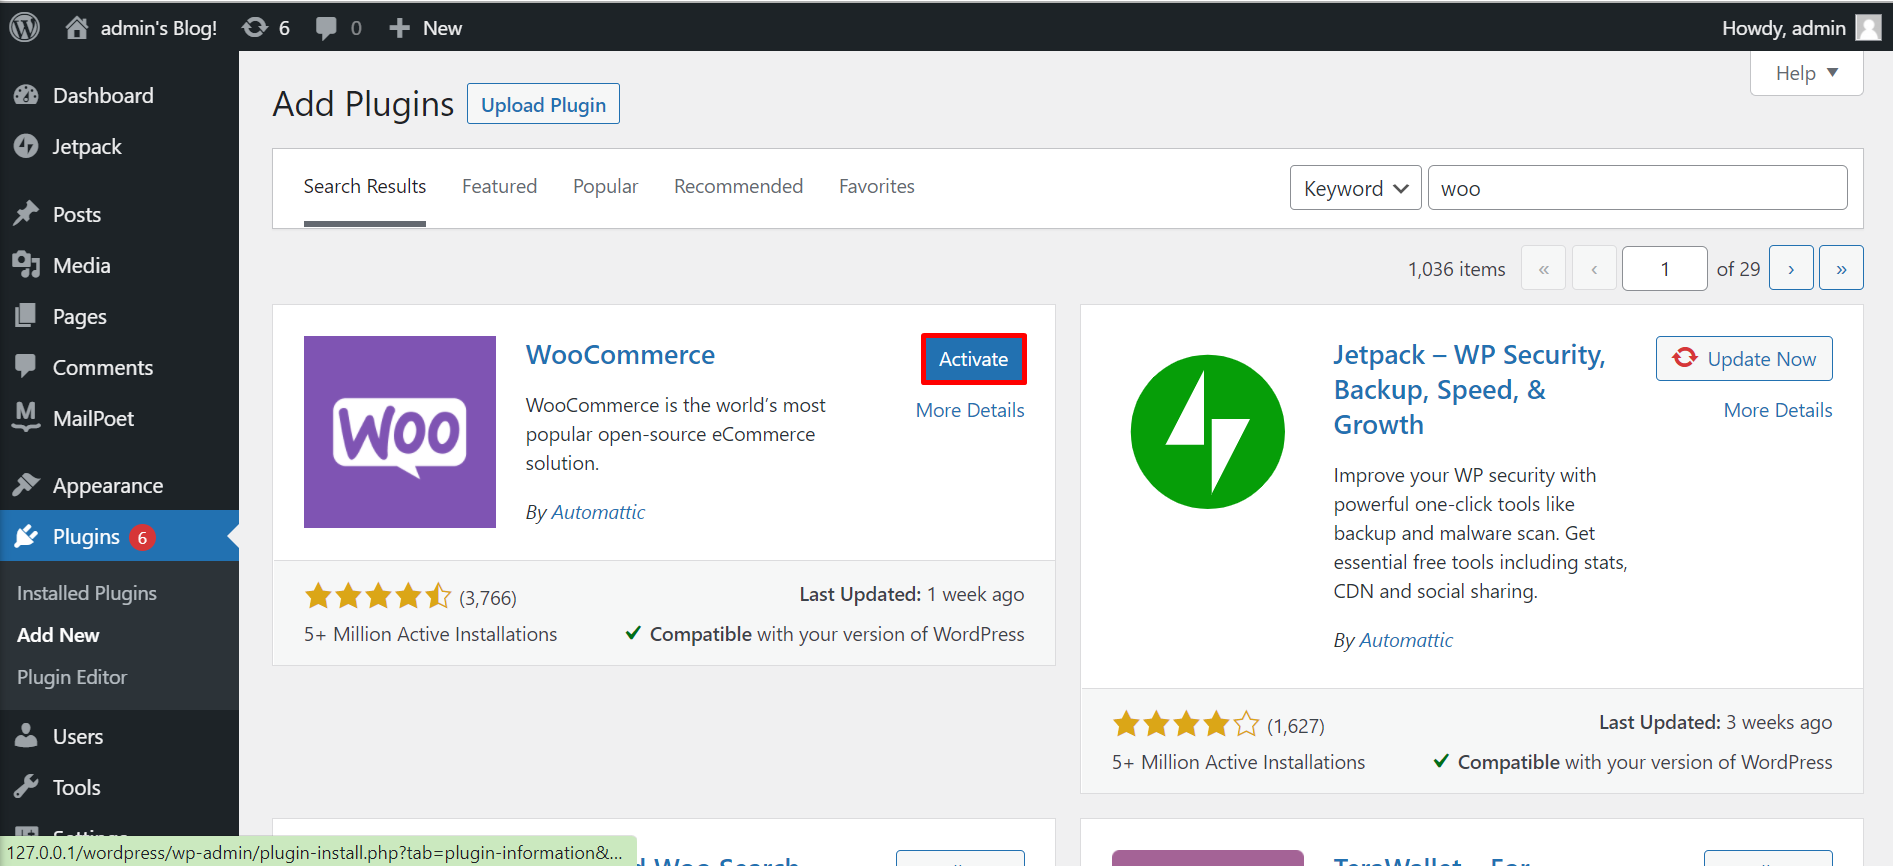 admin's Blog! 6 0 New Howdy, admin
Help
Dashboard
Jetpack
Posts
Media
Pages
Comments
MailPoet
Appearance
Plugins 6
Installed Plugins
Add New
Plugin Editor
Users
Tools
Settings
Add Plugins Upload Plugin
Search Results Featured Popular Recommended Favorites Keyword woo
1,036 items « ‹ 1 of 29 › »
WOO
WooCommerce
Activate
More Details
WooCommerce is the world's most
popular open-source eCommerce
solution.
By Automattic
(3,766)
Last Updated: 1 week ago
5+ Million Active Installations
Compatible with your version of WordPress
Jetpack – WP Security,
Backup, Speed, &
Growth
Update Now
More Details
Improve your WP security with
powerful one-click tools like
backup and malware scan. Get
essential free tools including stats,
CDN and social sharing.
By Automattic
(1,627)
Last Updated: 3 weeks ago
5+ Million Active Installations
Compatible with your version of WordPress
Woo Search
TeraWallet – For
127.0.0.1/wordpress/wp-admin/plugin-install.php?tab=plugin-information&...